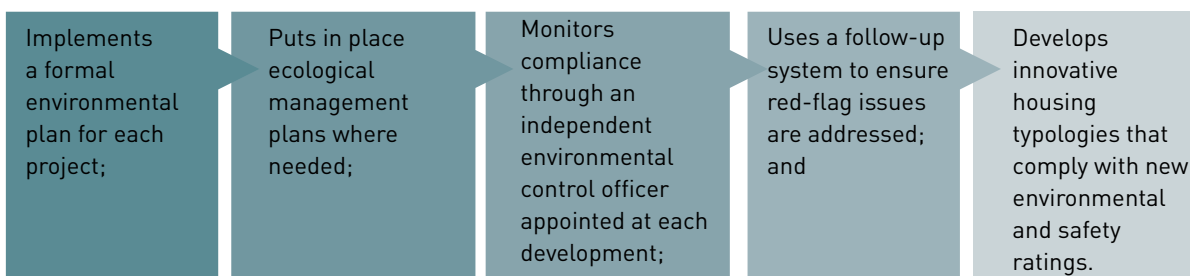 Implements
a formal
environmental
plan for each
project;
Puts in place
ecological
management
plans where
needed;
Monitors
compliance
through an
independent
environmental
control officer
appointed at each
development;
Uses a follow-up
system to ensure
red-flag issues
are addressed;
and
Develops
innovative
housing
typologies that
comply with new
environmental
and safety
ratings.